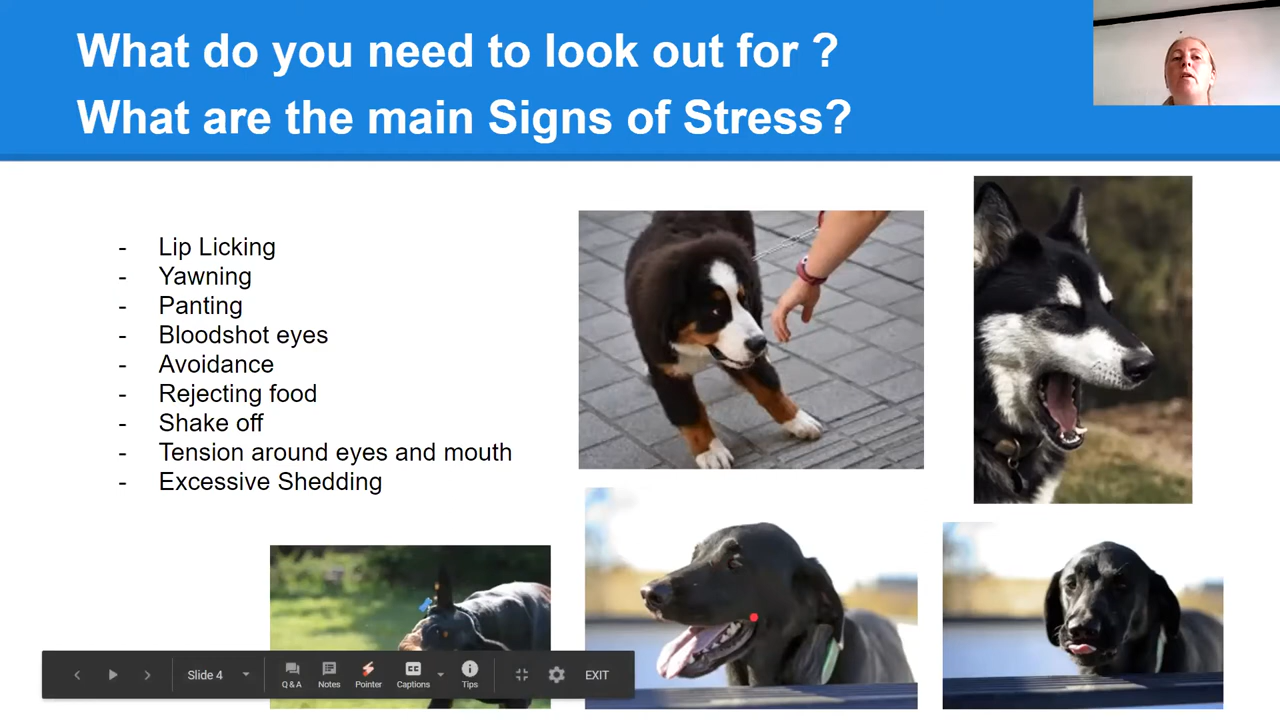 What do you need to look out for ?
What are the main Signs of Stress?
- Lip Licking
- Yawning
- Panting
- Bloodshot eyes
- Avoidance
- Rejecting food
- Shake off
- Tension around eyes and mouth
- Excessive Shedding
Slide 4
Q & A
Notes
Pointer
CC
Captions
Tips
EXIT